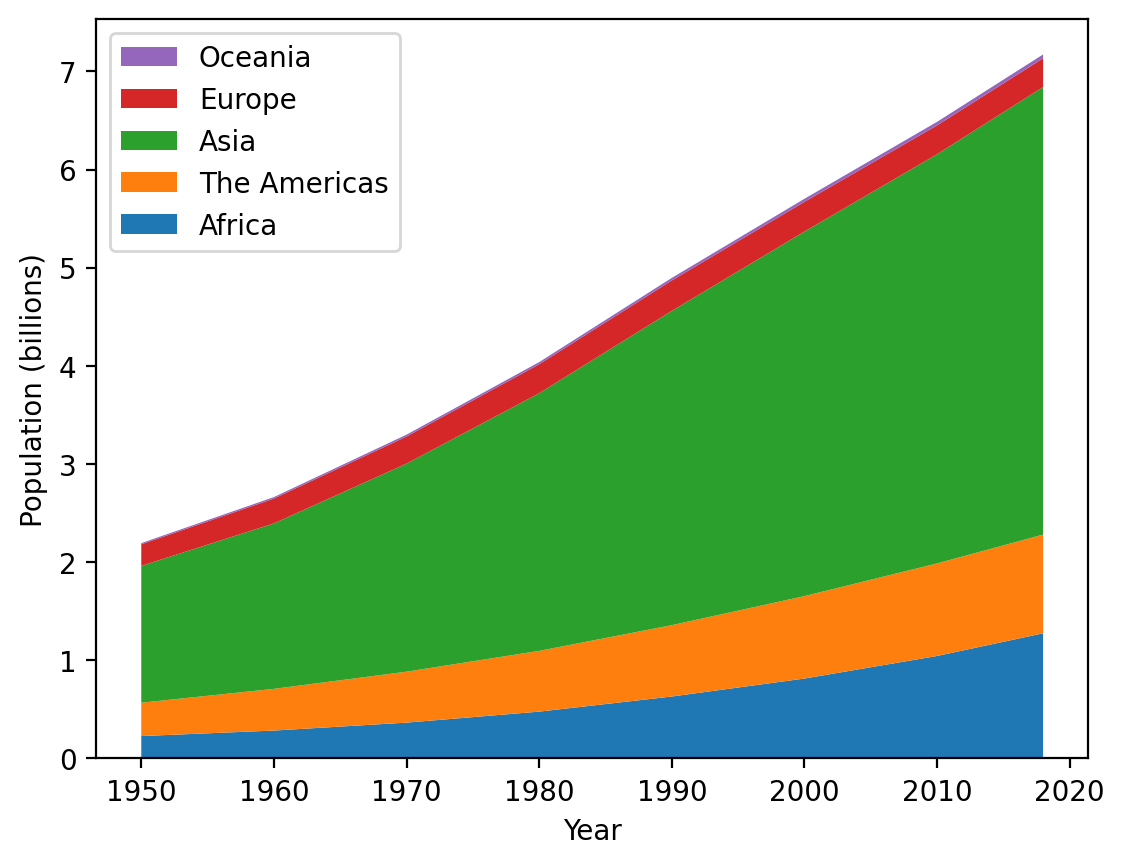 Oceania
Europe
Asia
The Americas
Africa
Population (billions)
7
6
5
4
3
2
1
0
1950 1960 1970 1980 1990 2000 2010 2020
Year